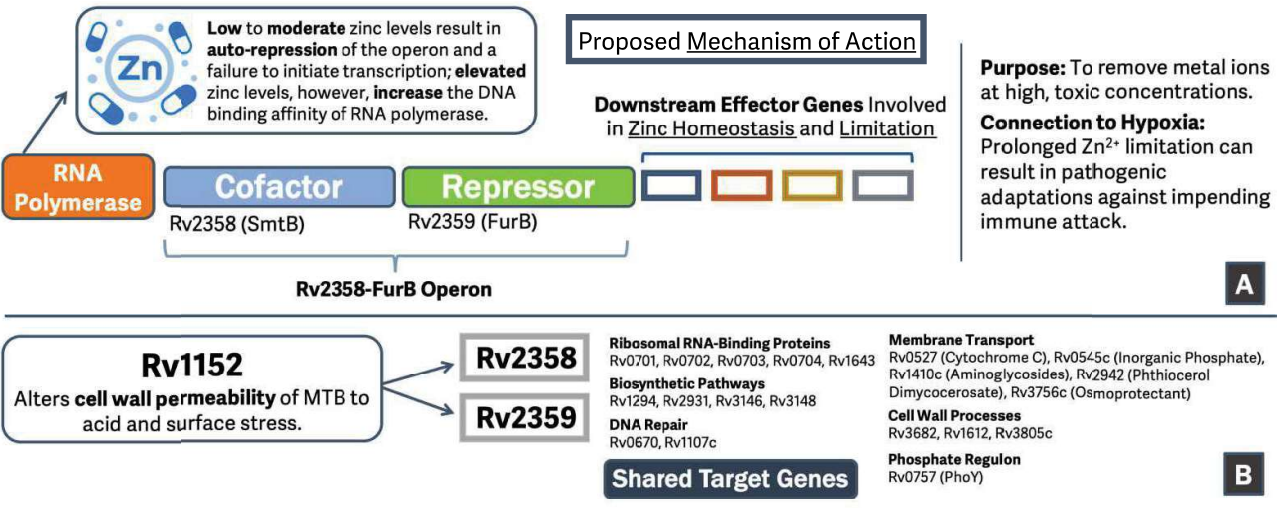 Zn
Low to moderate zinc levels result in
auto-repression of the operon and a
failure to initiate transcription; elevated
zinc levels, however, increase the DNA
binding affinity of RNA polymerase.
Proposed Mechanism of Action
RNA
Polymerase
Cofactor
Repressor
Rv2358 (SmtB)
Rv2359 (FurB)
Rv2358-FurB Operon
Downstream Effector Genes Involved
in Zinc Homeostasis and Limitation
Purpose: To remove metal ions
at high, toxic concentrations.
Connection to Hypoxia:
Prolonged Zn²⁺ limitation can
result in pathogenic
adaptations against impending
immune attack.
A
Rv1152
Alters cell wall permeability of MTB to
acid and surface stress.
Rv2358
Rv2359
Ribosomal RNA-Binding Proteins
Rv0701, Rv0702, Rv0703, Rv0704, Rv1643
Biosynthetic Pathways
Rv1294, Rv2931, Rv3146, Rv3148
DNA Repair
Rv0670, Rv1107c
Shared Target Genes
Membrane Transport
Rv0527 (Cytochrome C), Rv0545c (Inorganic Phosphate),
Rv1410c (Aminoglycosides), Rv2942 (Phthiocerol
Dimycocerosate), Rv3756c (Osmoprotectant)
Cell Wall Processes
Rv3682, Rv1612, Rv3805c
Phosphate Regulon
Rv0757 (PhoY)
B